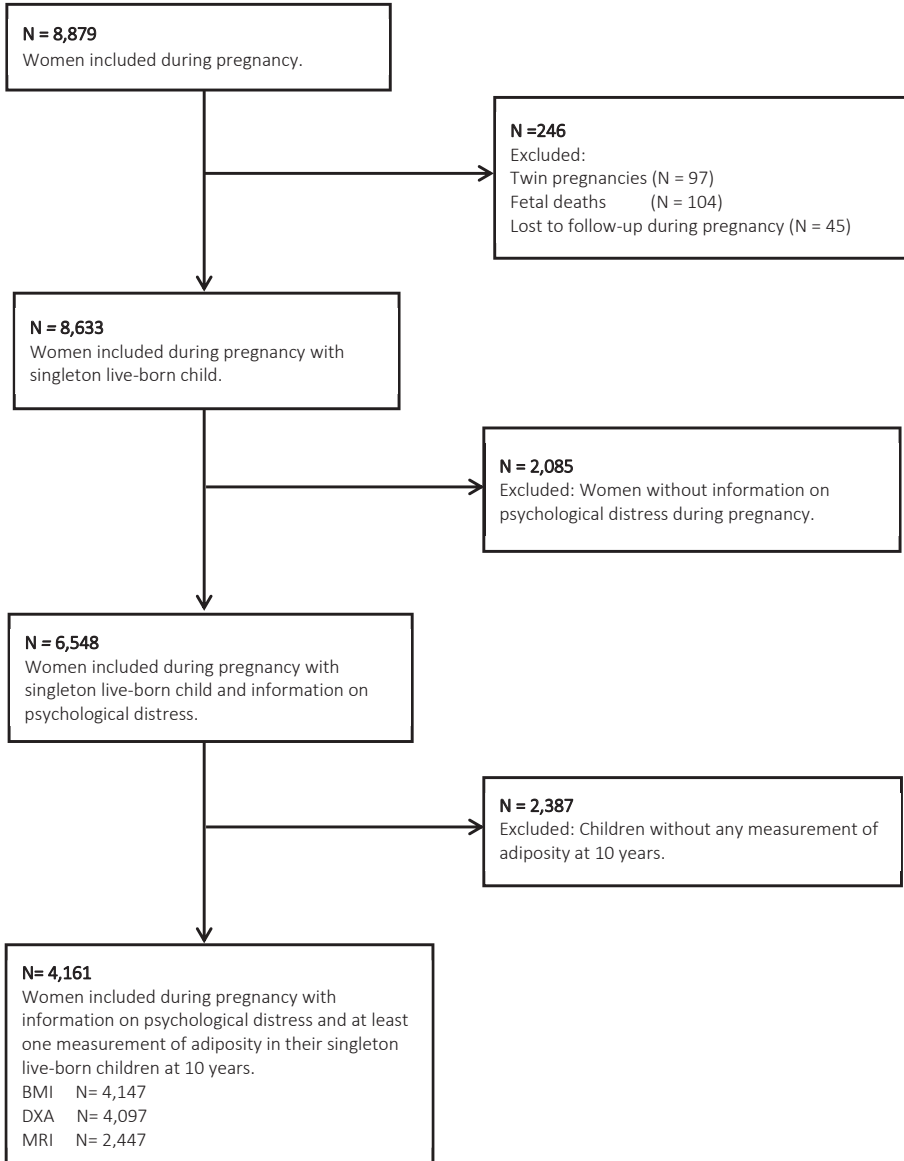 N = 8,879
Women included during pregnancy.
N =246
Excluded:
Twin pregnancies (N = 97)
Fetal deaths (N = 104)
Lost to follow-up during pregnancy (N = 45)
N = 8,633
Women included during pregnancy with
singleton live-born child.
N = 2,085
Excluded: Women without information on
psychological distress during pregnancy.
N = 6,548
Women included during pregnancy with
singleton live-born child and information on
psychological distress.
N = 2,387
Excluded: Children without any measurement of
adiposity at 10 years.
N= 4,161
Women included during pregnancy with
information on psychological distress and at least
one measurement of adiposity in their singleton
live-born children at 10 years.
BMI N= 4,147
DXA N= 4,097
MRI N= 2,447